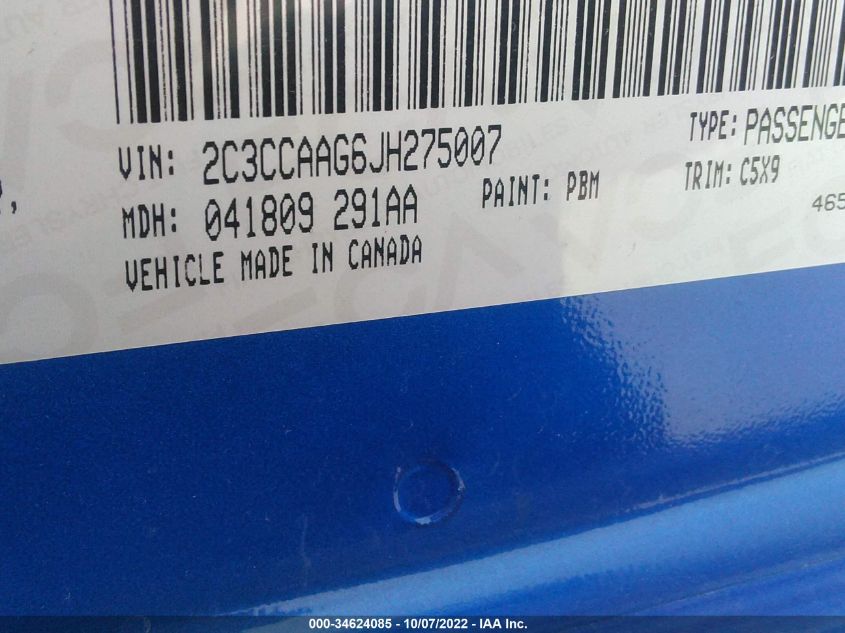 VIN: 2C3CCAAG6JH275007
TYPE: PASSENGE
MDH: 041809 291AA
PAINT: PBM
TRIM: C5X9
465
VEHICLE MADE IN CANADA
000-34624085 - 10/07/2022 - IAA Inc.